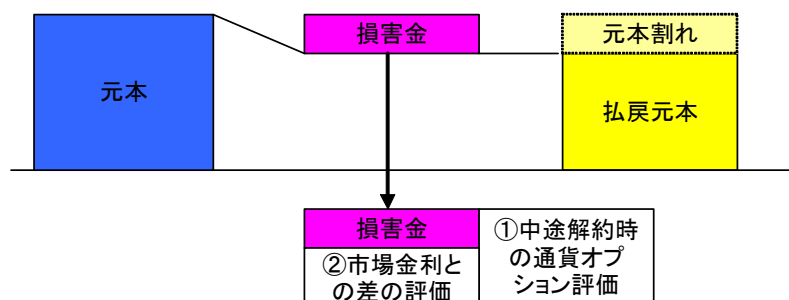 損害金
元本割れ
元本
払戻元本
損害金
②市場金利と
の差の評価
①中途解約時
の通貨オプ
ション評価